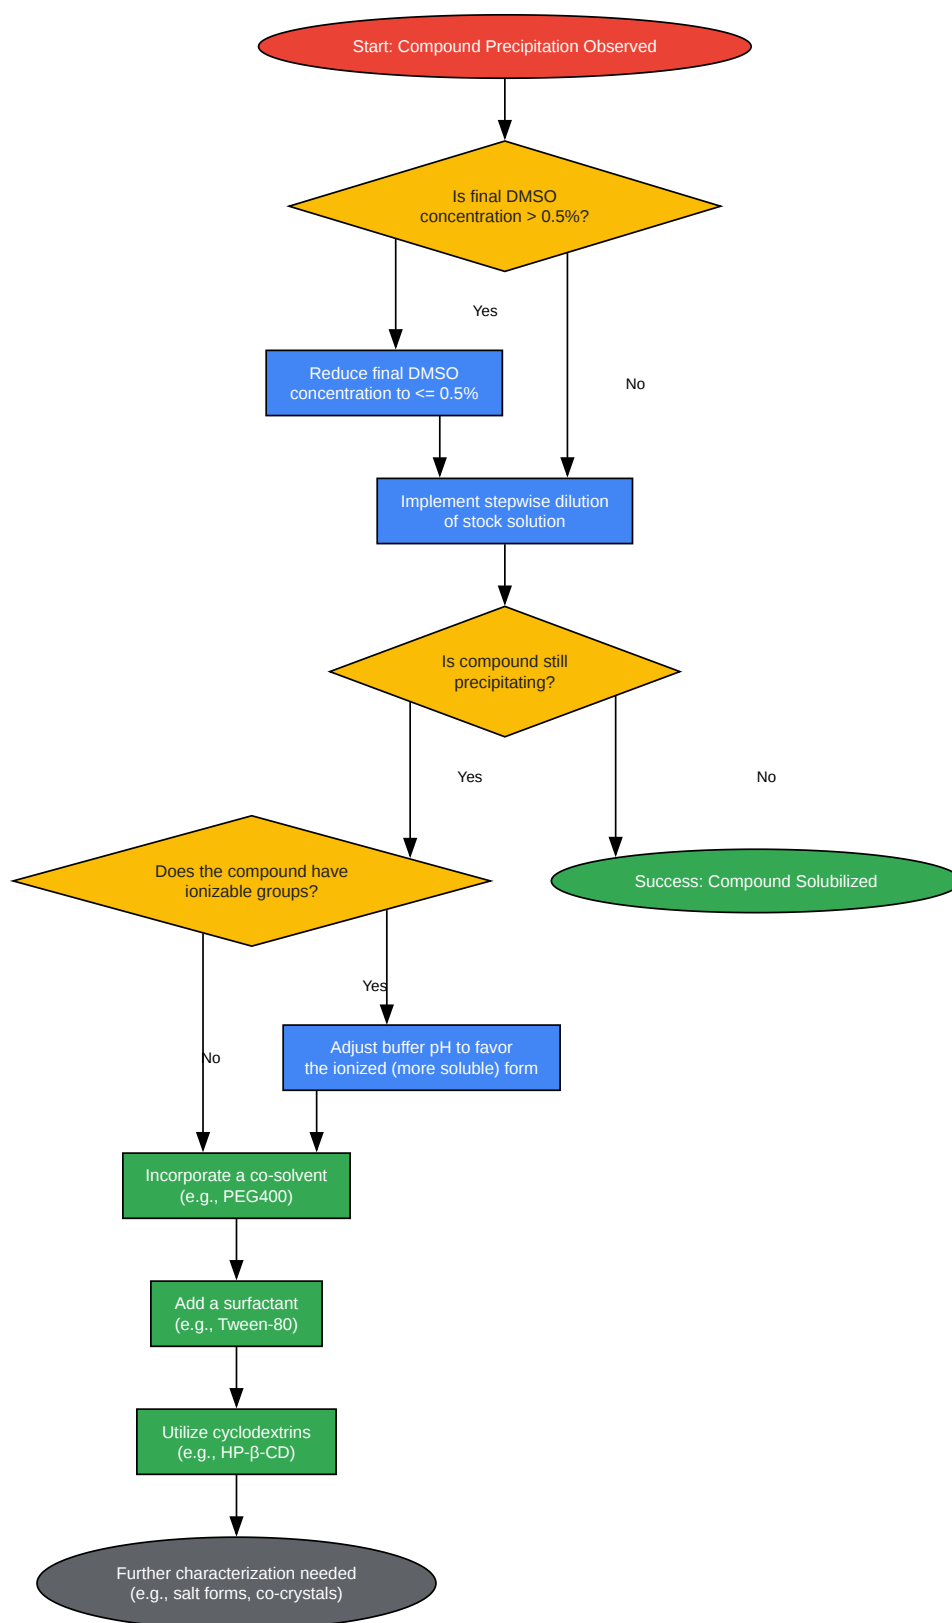 Start: Compound Precipitation Observed
Is final DMSO
concentration > 0.5%?
Yes
Reduce final DMSO
concentration to <= 0.5%
No
Implement stepwise dilution
of stock solution
Is compound still
precipitating?
Yes
No
Does the compound have
ionizable groups?
Success: Compound Solubilized
Yes
Adjust buffer pH to favor
the ionized (more soluble) form
No
Incorporate a co-solvent
(e.g., PEG400)
Add a surfactant
(e.g., Tween-80)
Utilize cyclodextrins
(e.g., HP-β-CD)
Further characterization needed
(e.g., salt forms, co-crystals)